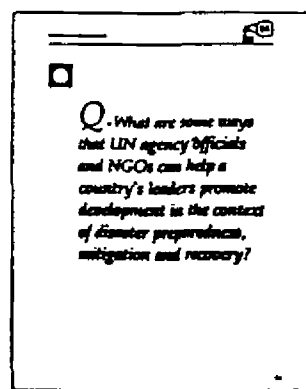 Q. What are some ways
that UN agency officials
and NGOs can help a
country's leaders promote
development in the context
of disaster preparedness,
mitigation and recovery?